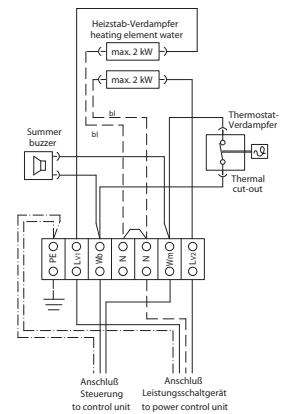 Heizstab-Verdampfer
heating element water
max. 2 kW
max. 2 kW
bl
bl
Thermostat-
Verdampfer
Summer
buzzer
Thermal
cut-out
PE
LV1
Wb
N
N
Wm
LV2
Anschluß
Steuerung
to control unit
Anschluß
Leistungsschaltgerät
to power control unit